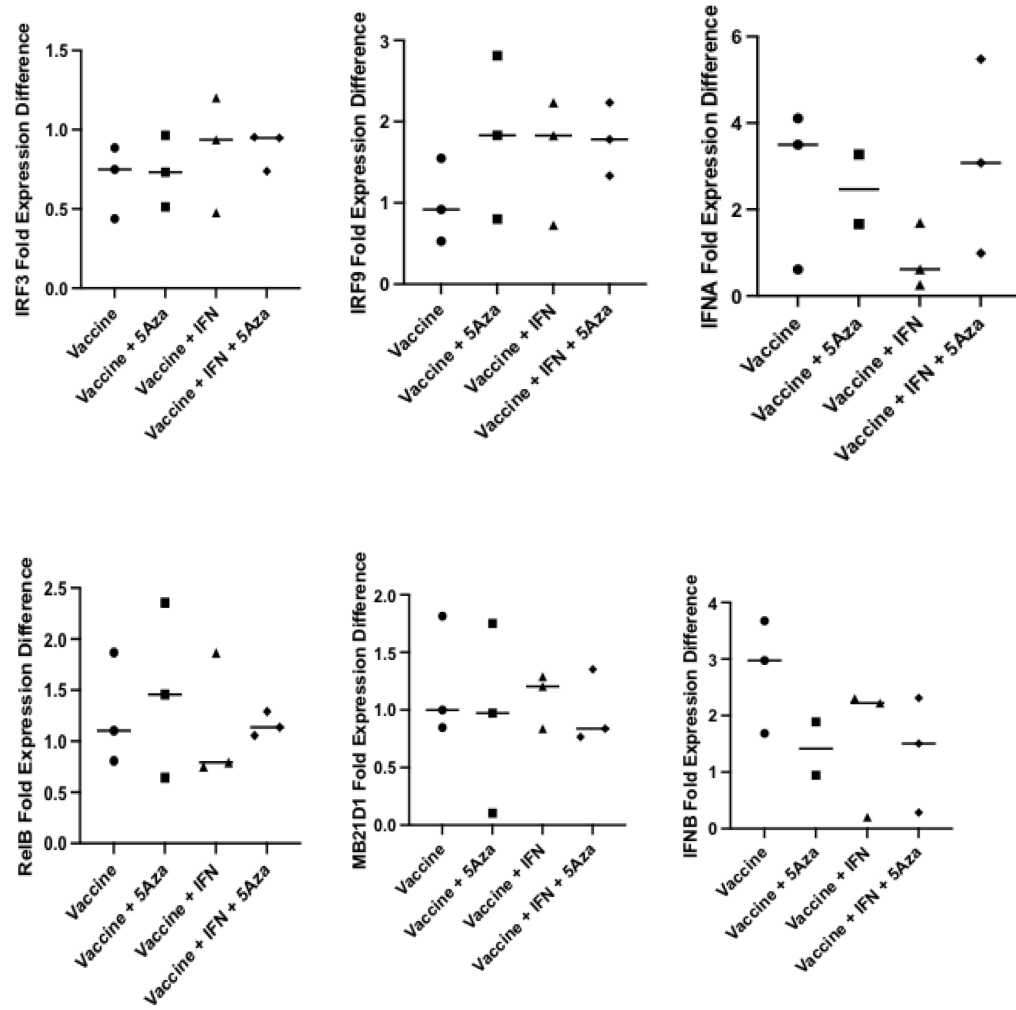 IRF3 Fold Expression Difference
1.5
1.0
0.5
0.0
Vaccine
Vaccine + 5Aza
Vaccine + IFN
Vaccine + IFN + 5Aza
IRF9 Fold Expression Difference
3
2
1
0
Vaccine
Vaccine + 5Aza
Vaccine + IFN
Vaccine + IFN + 5Aza
IFNA Fold Expression Difference
6
4
2
0
Vaccine
Vaccine + 5Aza
Vaccine + IFN
Vaccine + IFN + 5Aza
RelB Fold Expression Difference
2.5
2.0
1.5
1.0
0.5
0.0
Vaccine
Vaccine + 5Aza
Vaccine + IFN
Vaccine + IFN + 5Aza
MB21D1 Fold Expression Difference
2.0
1.5
1.0
0.5
0.0
Vaccine
Vaccine + 5Aza
Vaccine + IFN
Vaccine + IFN + 5Aza
IFNB Fold Expression Difference
4
3
2
1
0
Vaccine
Vaccine + 5Aza
Vaccine + IFN
Vaccine + IFN + 5Aza